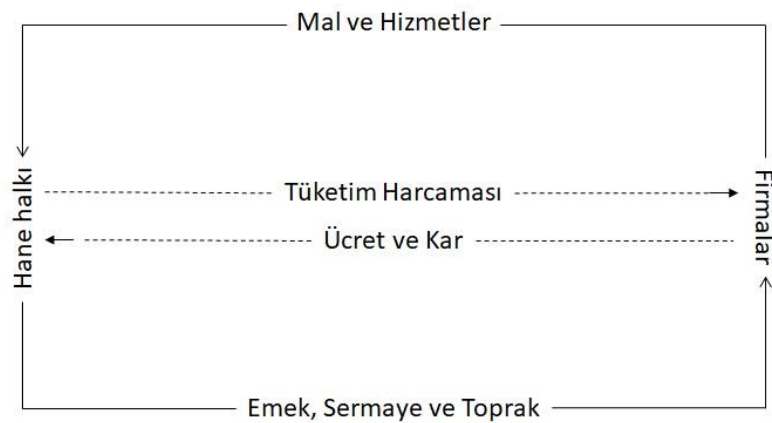 Mal ve Hizmetler
Hane halkı
Tüketim Harcaması
Ücret ve Kar
Firmalar
Emek, Sermaye ve Toprak